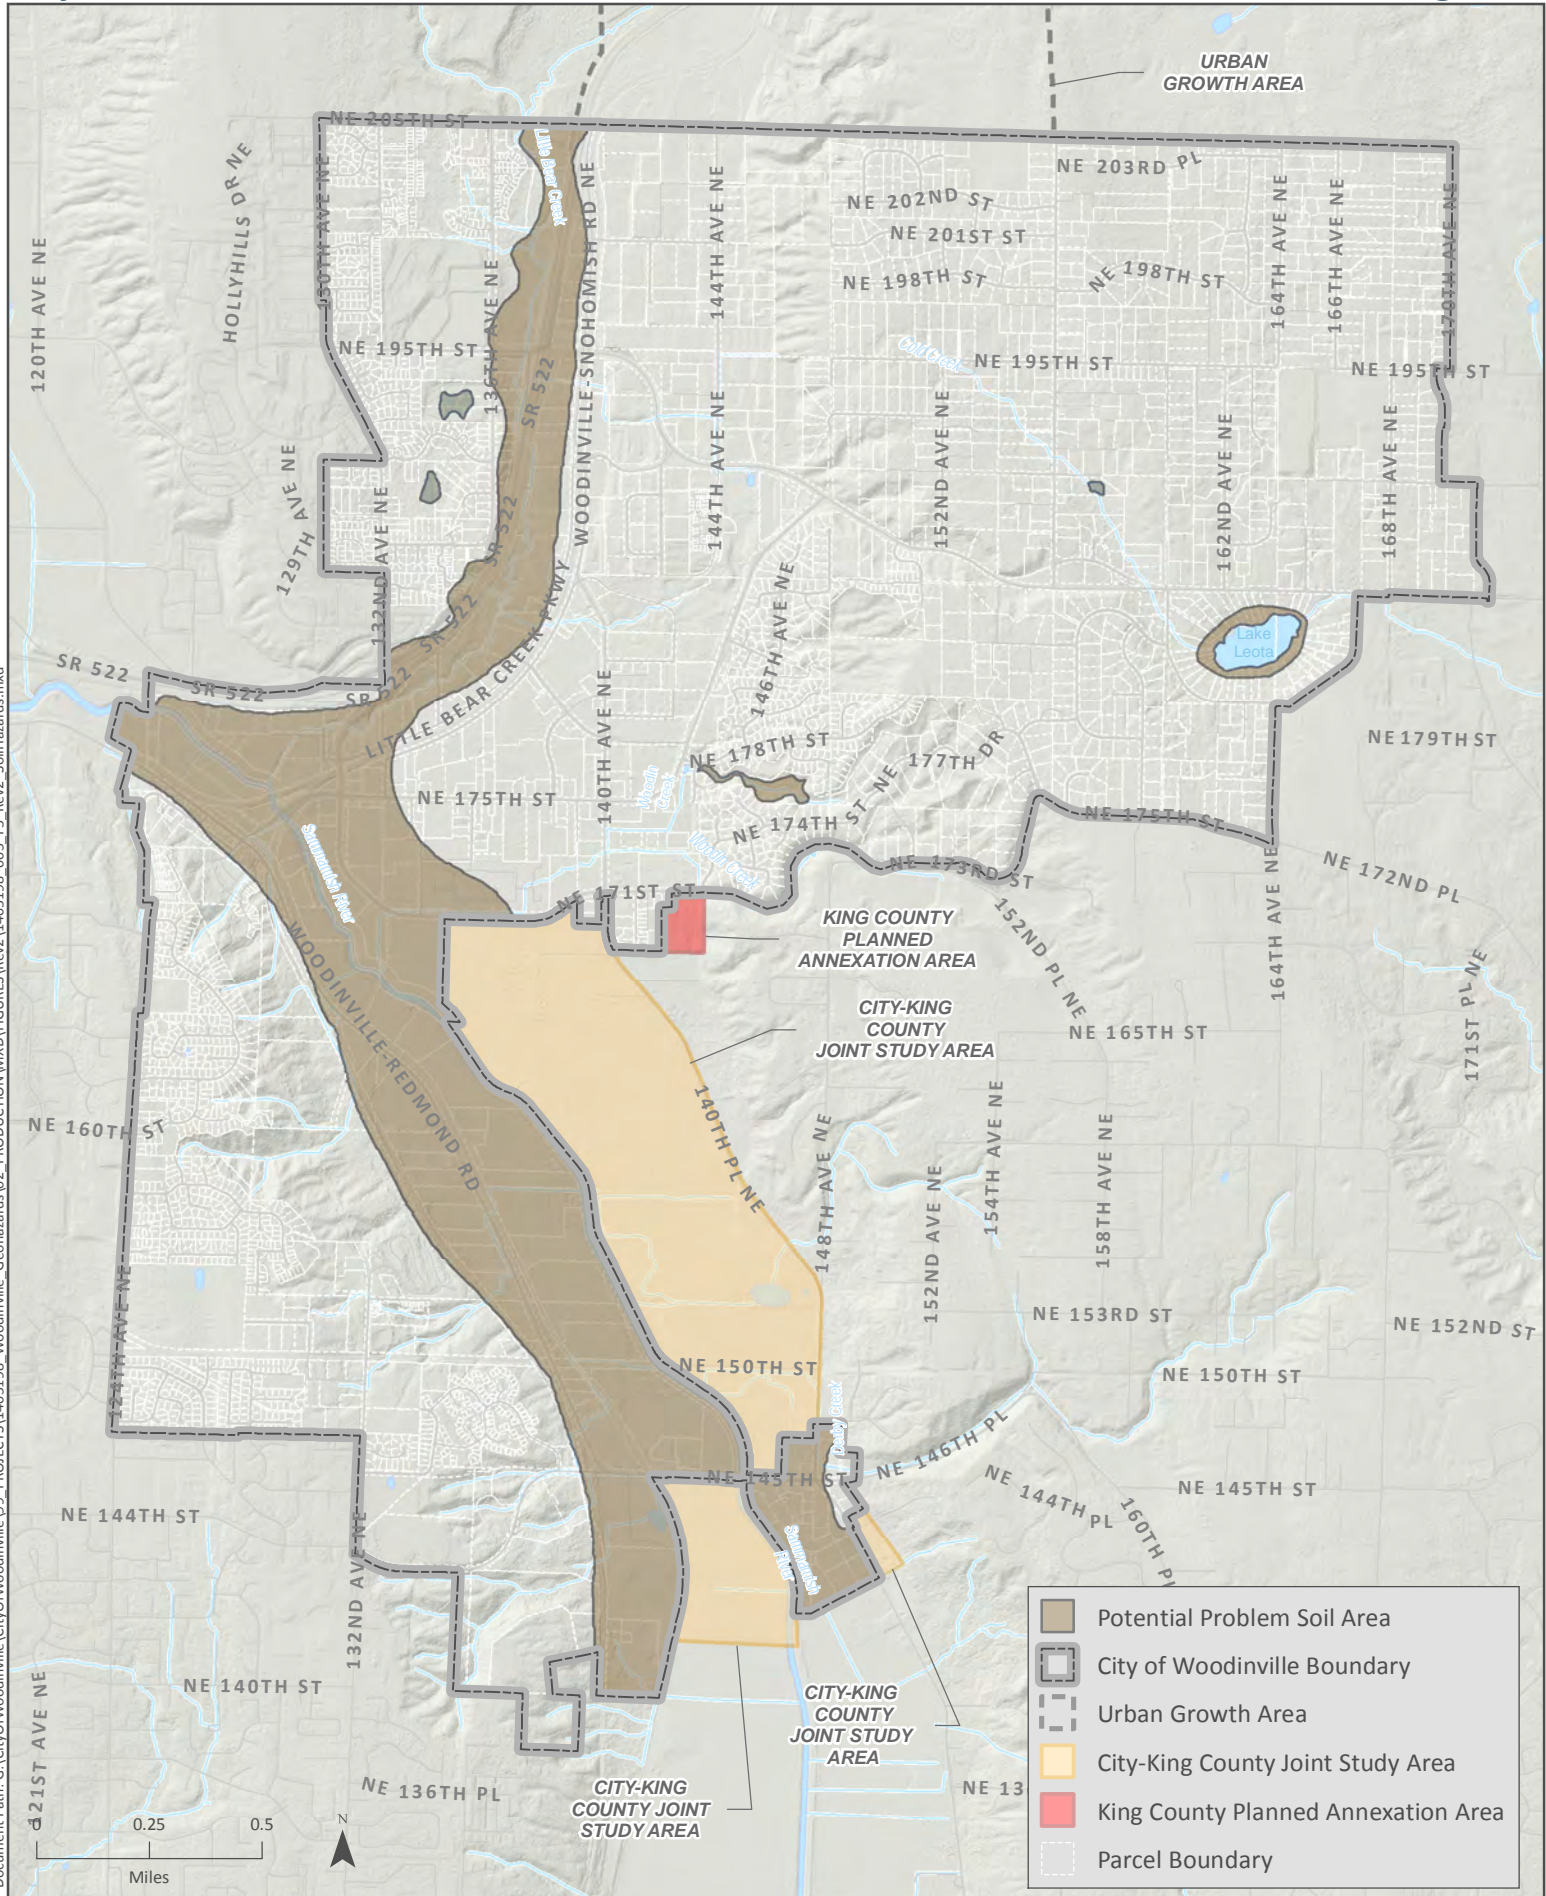 URBAN
GROWTH AREA
NE 205TH ST
Little Bear Creek
HOLLYHILLS DR NE
130TH AVE NE
NE 203RD PL
NE 202ND ST
NE 201ST ST
NE 198TH ST
NE 198TH ST
144TH AVE NE
164TH AVE NE
166TH AVE NE
170TH AVE NE
120TH AVE NE
136TH AVE NE
WOODINVILLE-SNOHOMISH RD NE
NE 195TH ST
Cold Creek
NE 195TH ST
NE 195TH ST
SR 522
144TH AVE NE
152ND AVE NE
162ND AVE NE
168TH AVE NE
129TH AVE NE
132ND AVE NE
SR 522
146TH AVE NE
SR 522
Lake
Leota
SR 522
SR 522
SR 522
LITTLE BEAR CREEK PKWY
140TH AVE NE
NE 178TH ST
177TH DR
NE 179TH ST
NE 175TH ST
Woodin
Creek
NE 174TH ST
NE
NE 175TH ST
Woodin Creek
Sammamish River
NE 173RD ST
NE 172ND PL
NE 171ST ST
KING COUNTY
PLANNED
ANNEXATION AREA
152ND PL NE
164TH AVE NE
WOODINVILLE-REDMOND RD
CITY-KING
COUNTY
JOINT STUDY AREA
NE 165TH ST
171ST PL NE
NE 160TH ST
140TH PL NE
148TH AVE NE
152ND AVE NE
154TH AVE NE
158TH AVE NE
124TH AVE NE
NE 153RD ST
NE 152ND ST
NE 150TH ST
NE 150TH ST
Derby Creek
NE 146TH PL
NE 145TH ST
NE 144TH PL
NE 145TH ST
160TH PL
NE 144TH ST
132ND AVE NE
Sammamish
River
NE 140TH ST
121ST AVE NE
CITY-KING
COUNTY
JOINT STUDY
AREA
NE 136TH PL
CITY-KING
COUNTY JOINT
STUDY AREA
NE 13
0 0.25 0.5
Miles
N
Potential Problem Soil Area
City of Woodinville Boundary
Urban Growth Area
City-King County Joint Study Area
King County Planned Annexation Area
Parcel Boundary